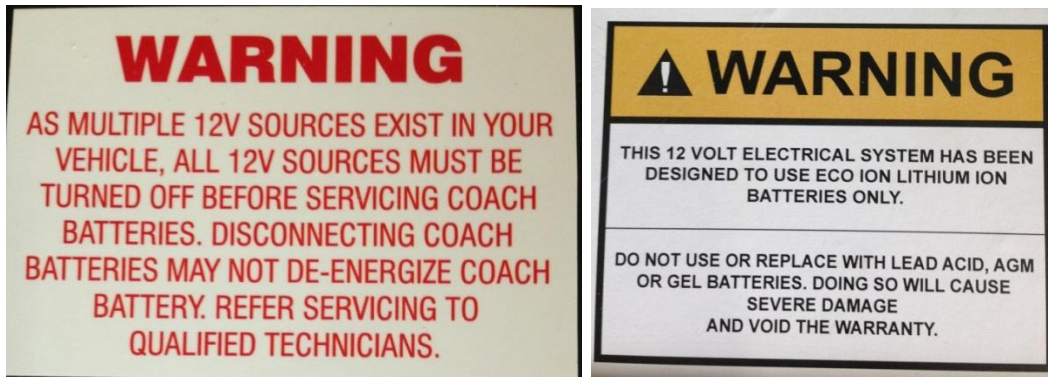 WARNING
AS MULTIPLE 12V SOURCES EXIST IN YOUR
VEHICLE, ALL 12V SOURCES MUST BE
TURNED OFF BEFORE SERVICING COACH
BATTERIES. DISCONNECTING COACH
BATTERIES MAY NOT DE-ENERGIZE COACH
BATTERY. REFER SERVICING TO
QUALIFIED TECHNICIANS.
WARNING
THIS 12 VOLT ELECTRICAL SYSTEM HAS BEEN
DESIGNED TO USE ECO ION LITHIUM ION
BATTERIES ONLY.
DO NOT USE OR REPLACE WITH LEAD ACID, AGM
OR GEL BATTERIES. DOING SO WILL CAUSE
SEVERE DAMAGE
AND VOID THE WARRANTY.